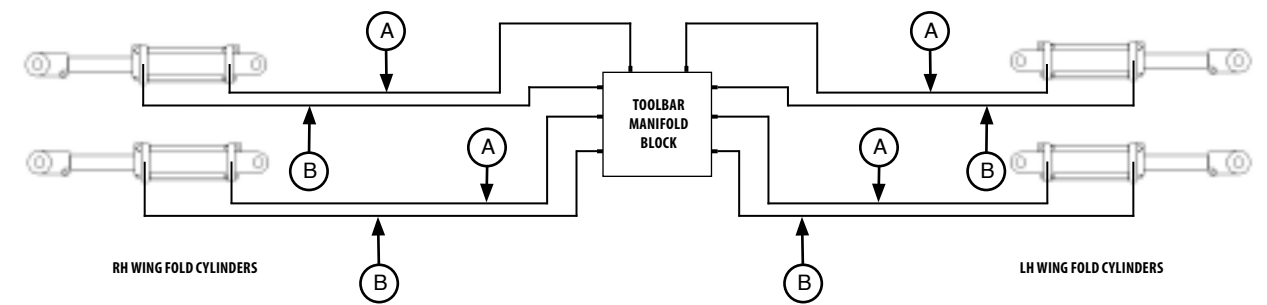 A
A
B
TOOLBAR
MANIFOLD
BLOCK
A
A
B
B
B
RH WING FOLD CYLINDERS
LH WING FOLD CYLINDERS